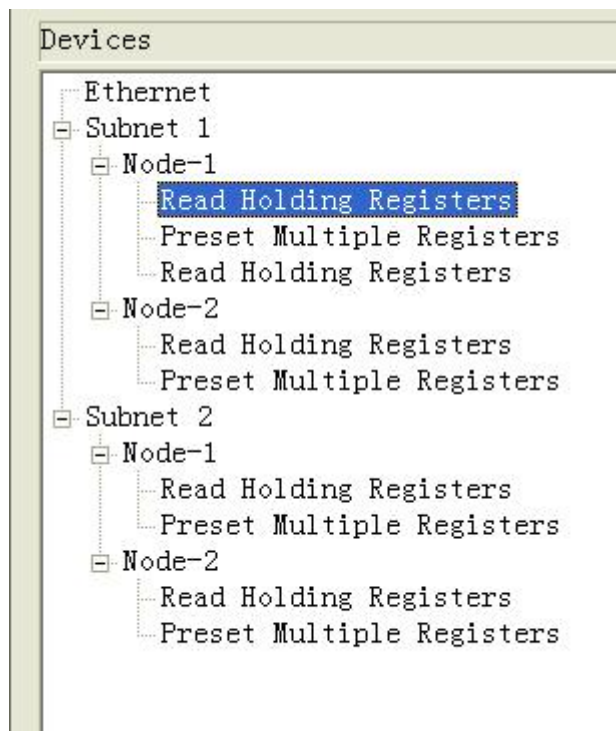 Devices
Ethernet
Subnet 1
Node-1
Read Holding Registers
Preset Multiple Registers
Read Holding Registers
Node-2
Read Holding Registers
Preset Multiple Registers
Subnet 2
Node-1
Read Holding Registers
Preset Multiple Registers
Node-2
Read Holding Registers
Preset Multiple Registers